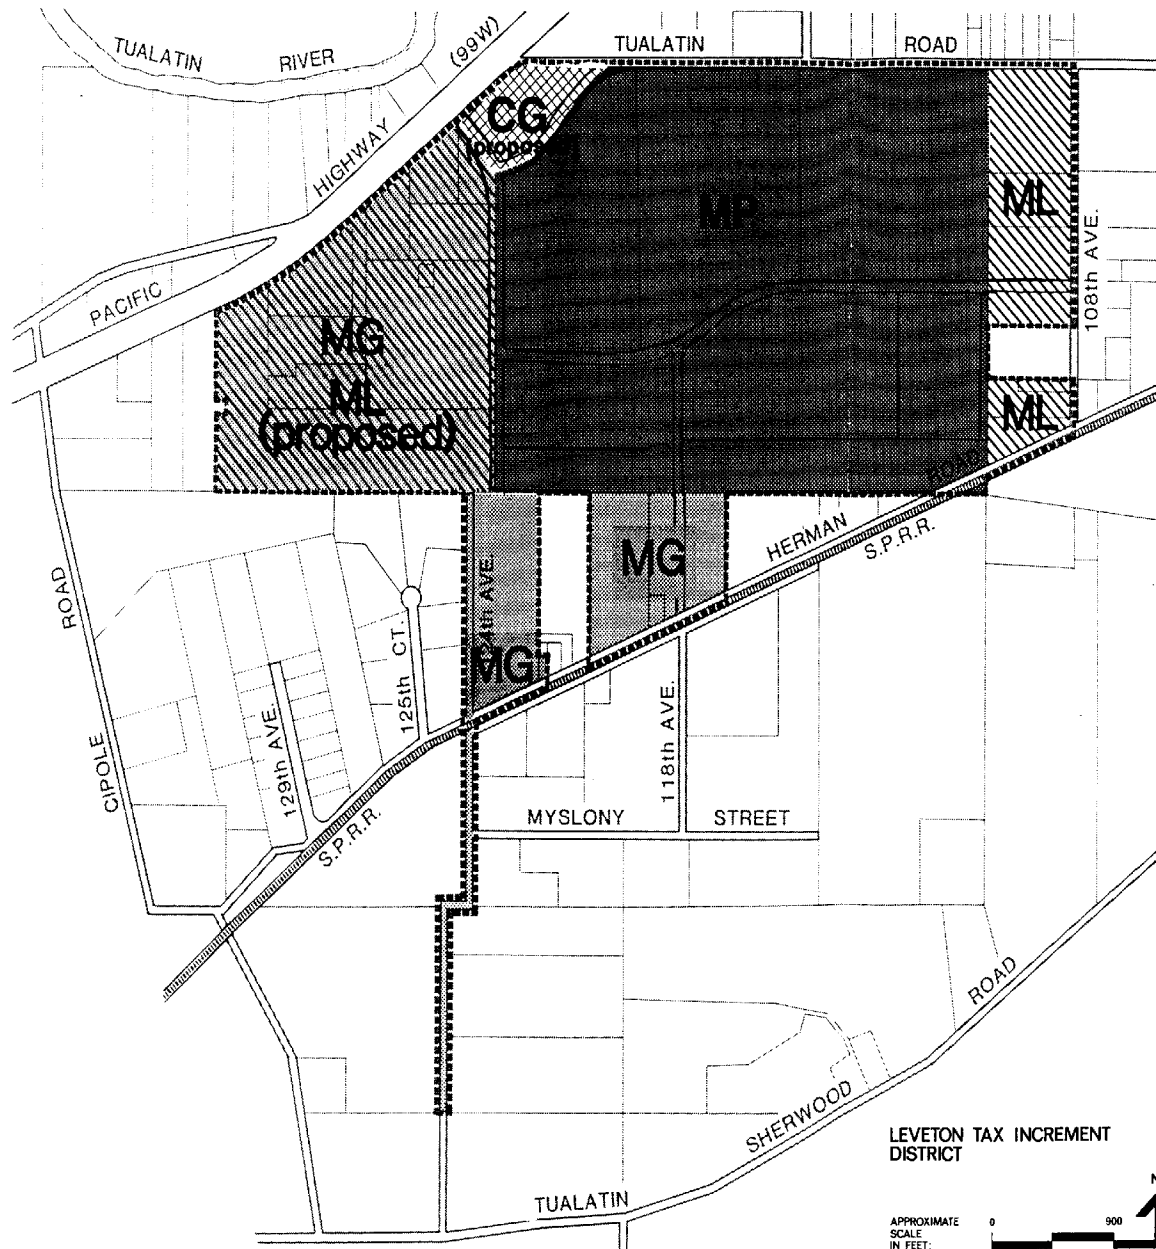 TUALATIN RIVER
HIGHWAY (99W)
TUALATIN ROAD
CG
(proposed)
MP
ML
108th AVE.
PACIFIC
MG
ML
(proposed)
ML
ROAD
HERMAN
S.P.R.R.
MG
MG
125th CT.
118th AVE.
129th AVE.
ROAD
CIPOLE
S.P.R.R.
MYSLONY STREET
ROAD
SHERWOOD
TUALATIN
LEVETON TAX INCREMENT
DISTRICT
N
APPROXIMATE
SCALE
IN FEET:
0 900